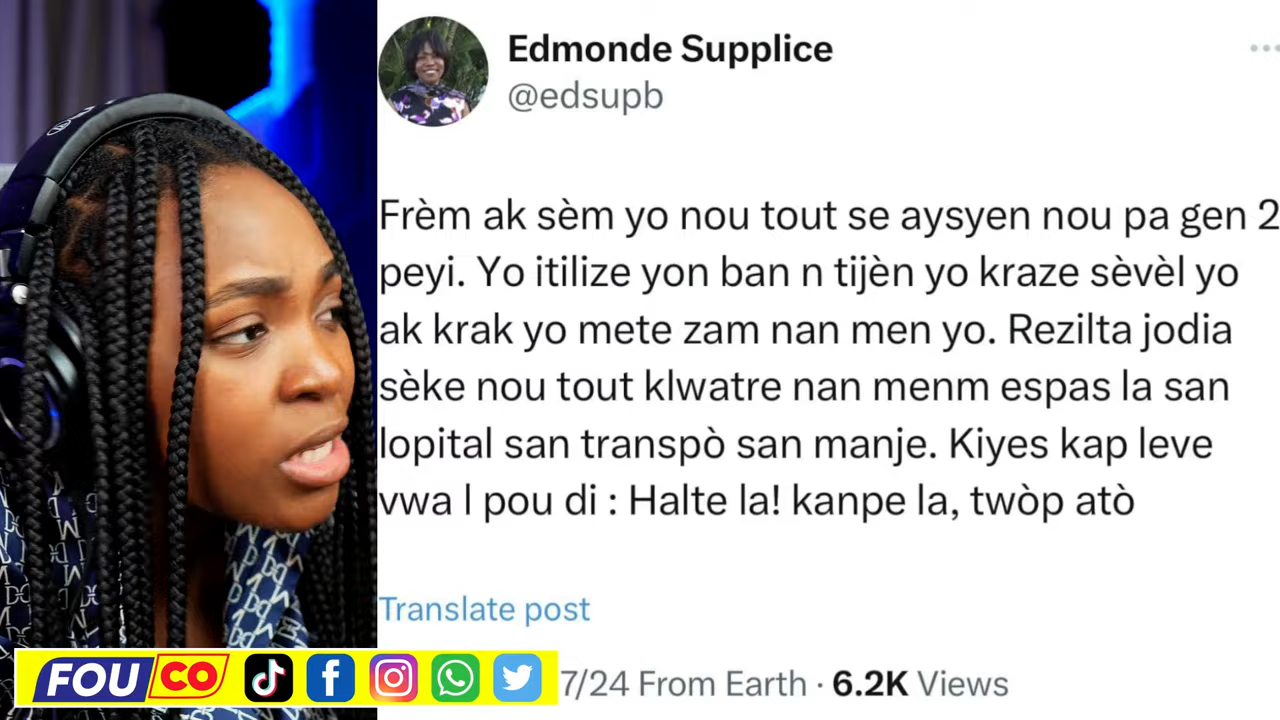 Edmonde Supplice
@edsupb
Frèm ak sèm yo nou tout se aysyen nou pa gen 2
peyi. Yo itilize yon ban n tijèn yo kraze sèvèl yo
ak krak yo mete zam nan men yo. Rezilta jodia
sèke nou tout klwatre nan menm espas la san
lopital san transpò san manje. Kiyes kap leve
vwa l pou di : Halte la! kanpe la, twòp atò
Translate post
7/24 From Earth · 6.2K Views
FOUCO